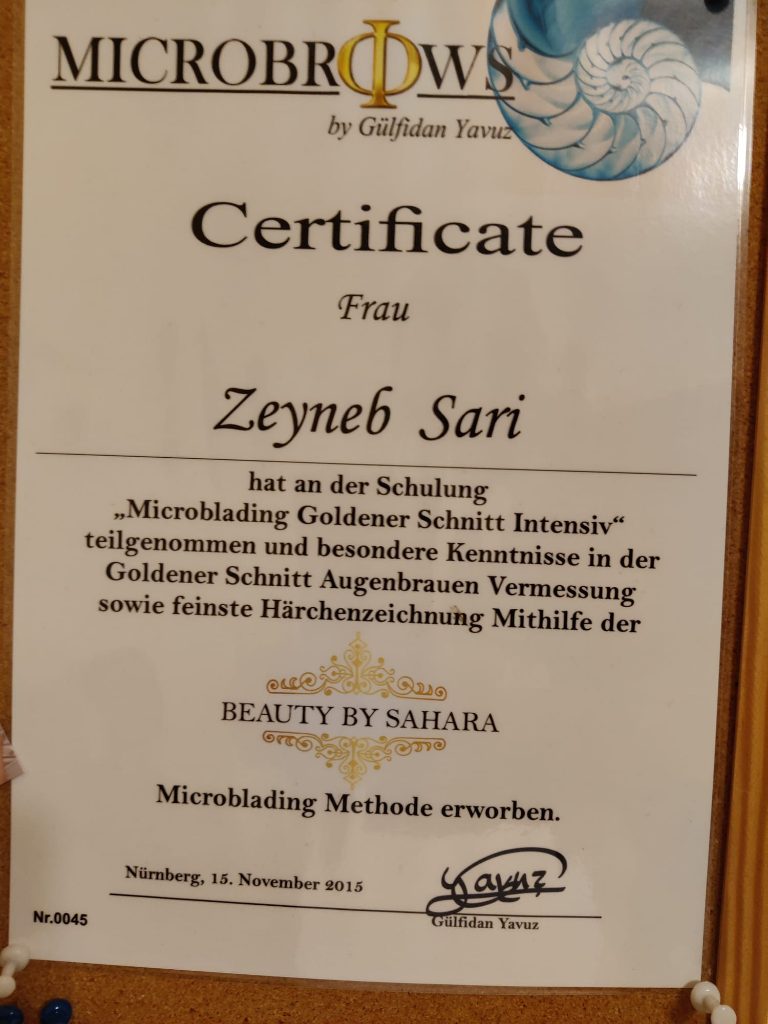 MICROBRΦWS
by Gülfidan Yavuz
Certificate
Frau
Zeyneb Sari
hat an der Schulung
„Microblading Goldener Schnitt Intensiv“
teilgenommen und besondere Kenntnisse in der
Goldener Schnitt Augenbrauen Vermessung
sowie feinste Härchenzeichnung Mithilfe der
BEAUTY BY SAHARA
Microblading Methode erworben.
Nürnberg, 15. November 2015
Yavuz
Gülfidan Yavuz
Nr.0045